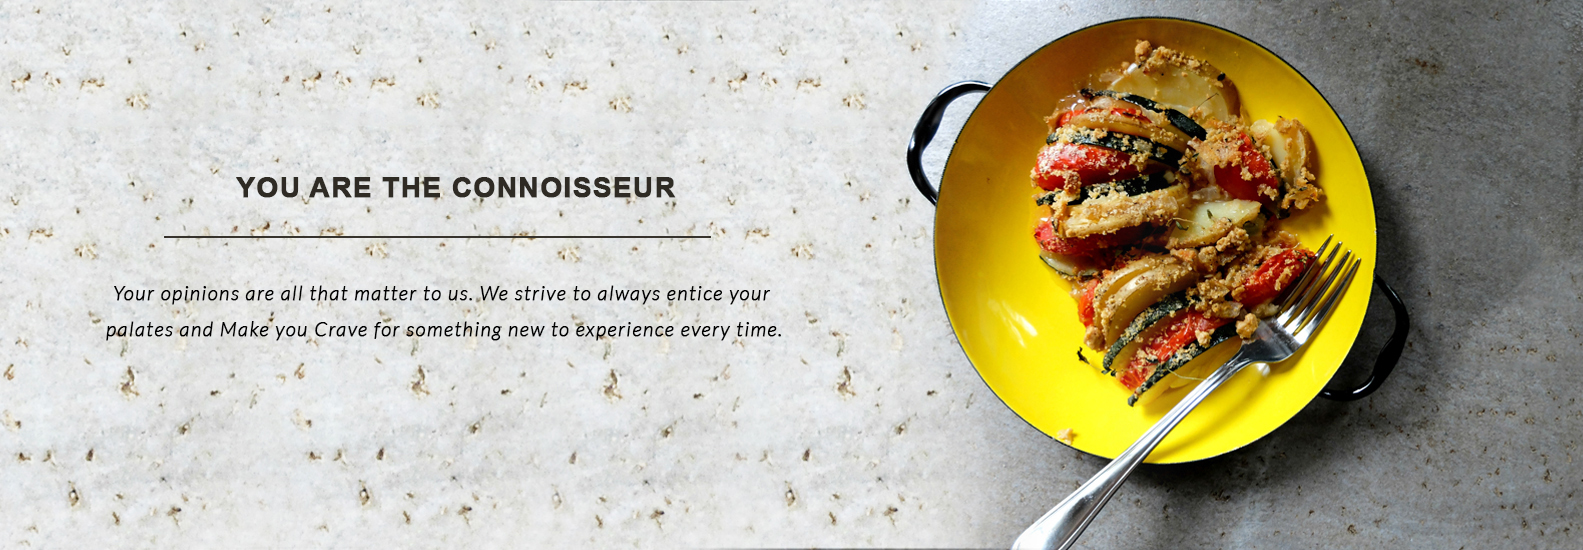 YOU ARE THE CONNOISSEUR
Your opinions are all that matter to us. We strive to always entice your
palates and Make you Crave for something new to experience every time.